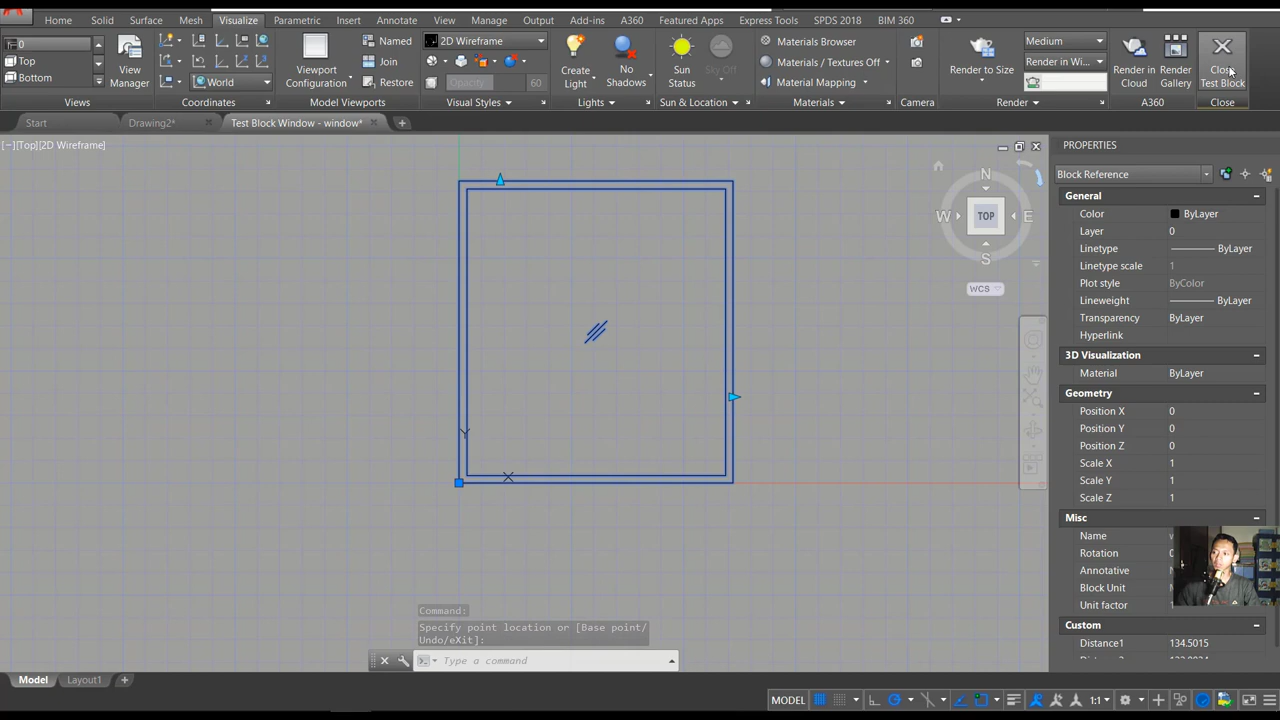 Home Solid Surface Mesh Visualize Parametric Insert Annotate View Manage Output Add-ins A360 Featured Apps Express Tools SPDS 2018 BIM 360
0
Top
Bottom
View Manager
Views
World
Coordinates
Viewport Configuration
Named
Join
Restore
Model Viewports
2D Wireframe
Opacity 60
Visual Styles
Create Light
No Shadows
Lights
Sun Status
Sky Off
Sun & Location
Materials Browser
Materials / Textures Off
Material Mapping
Materials
Camera
Render to Size
Medium
Render in Wi...
Render
Render in Cloud
Render Gallery
A360
Close Test Block
Close
Start Drawing2* Test Block Window - window*
[−][Top][2D Wireframe]
N
W TOP E
S
WCS
Y
X
PROPERTIES
Block Reference
General
Color ByLayer
Layer 0
Linetype ByLayer
Linetype scale 1
Plot style ByColor
Lineweight ByLayer
Transparency ByLayer
Hyperlink
3D Visualization
Material ByLayer
Geometry
Position X 0
Position Y 0
Position Z 0
Scale X 1
Scale Y 1
Scale Z 1
Misc
Name
Rotation
Annotative
Block Unit
Unit factor
Custom
Distance1 134.5015
Command:
Specify point location or [Base point/
Undo/eXit]:
Type a command
Model Layout1
MODEL 1:1